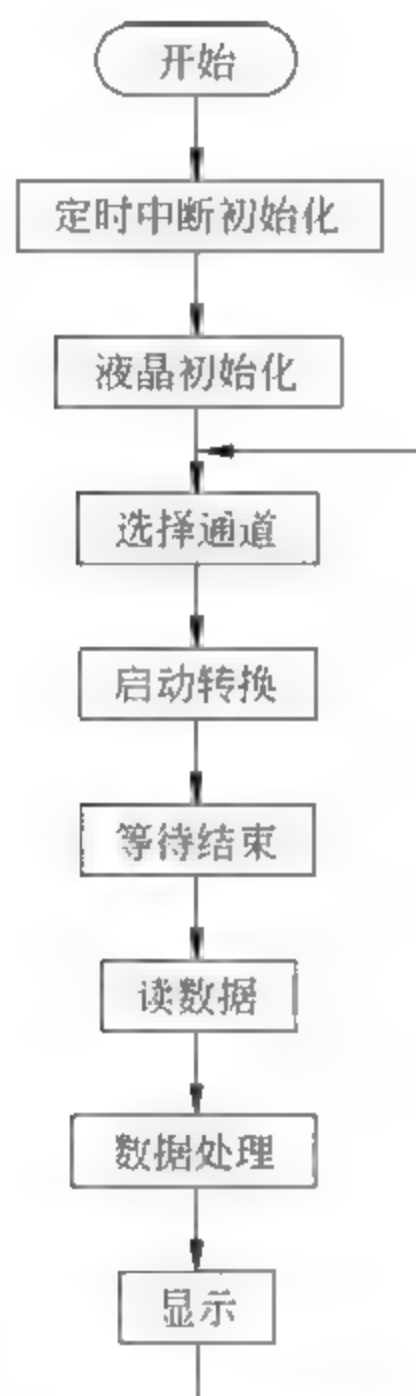 开始
定时中断初始化
液晶初始化
选择通道
启动转换
等待结束
读数据
数据处理
显示